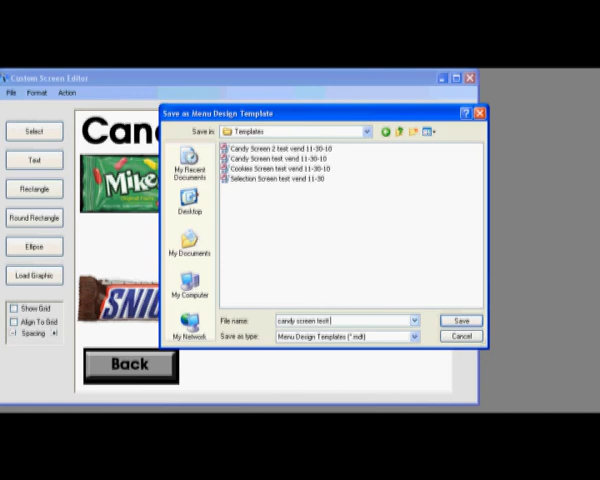 Custom Screen Editor
File Format Action
Select
Text
Rectangle
Round Rectangle
Ellipse
Load Graphic
Show Grid
Align To Grid
Spacing
Can
Mike
SNIC
Back
Save as Menu Design Template
Save in: Templates
My Recent
Documents
Desktop
My Documents
My Computer
My Network
Candy Screen 2 test vend 11-30-10
Candy Screen test vend 11-30-10
Cookies Screen test vend 11-30-10
Selection Screen test vend 11-30
File name: candy screen test
Save
Save as type: Menu Design Templates (*.mdt)
Cancel